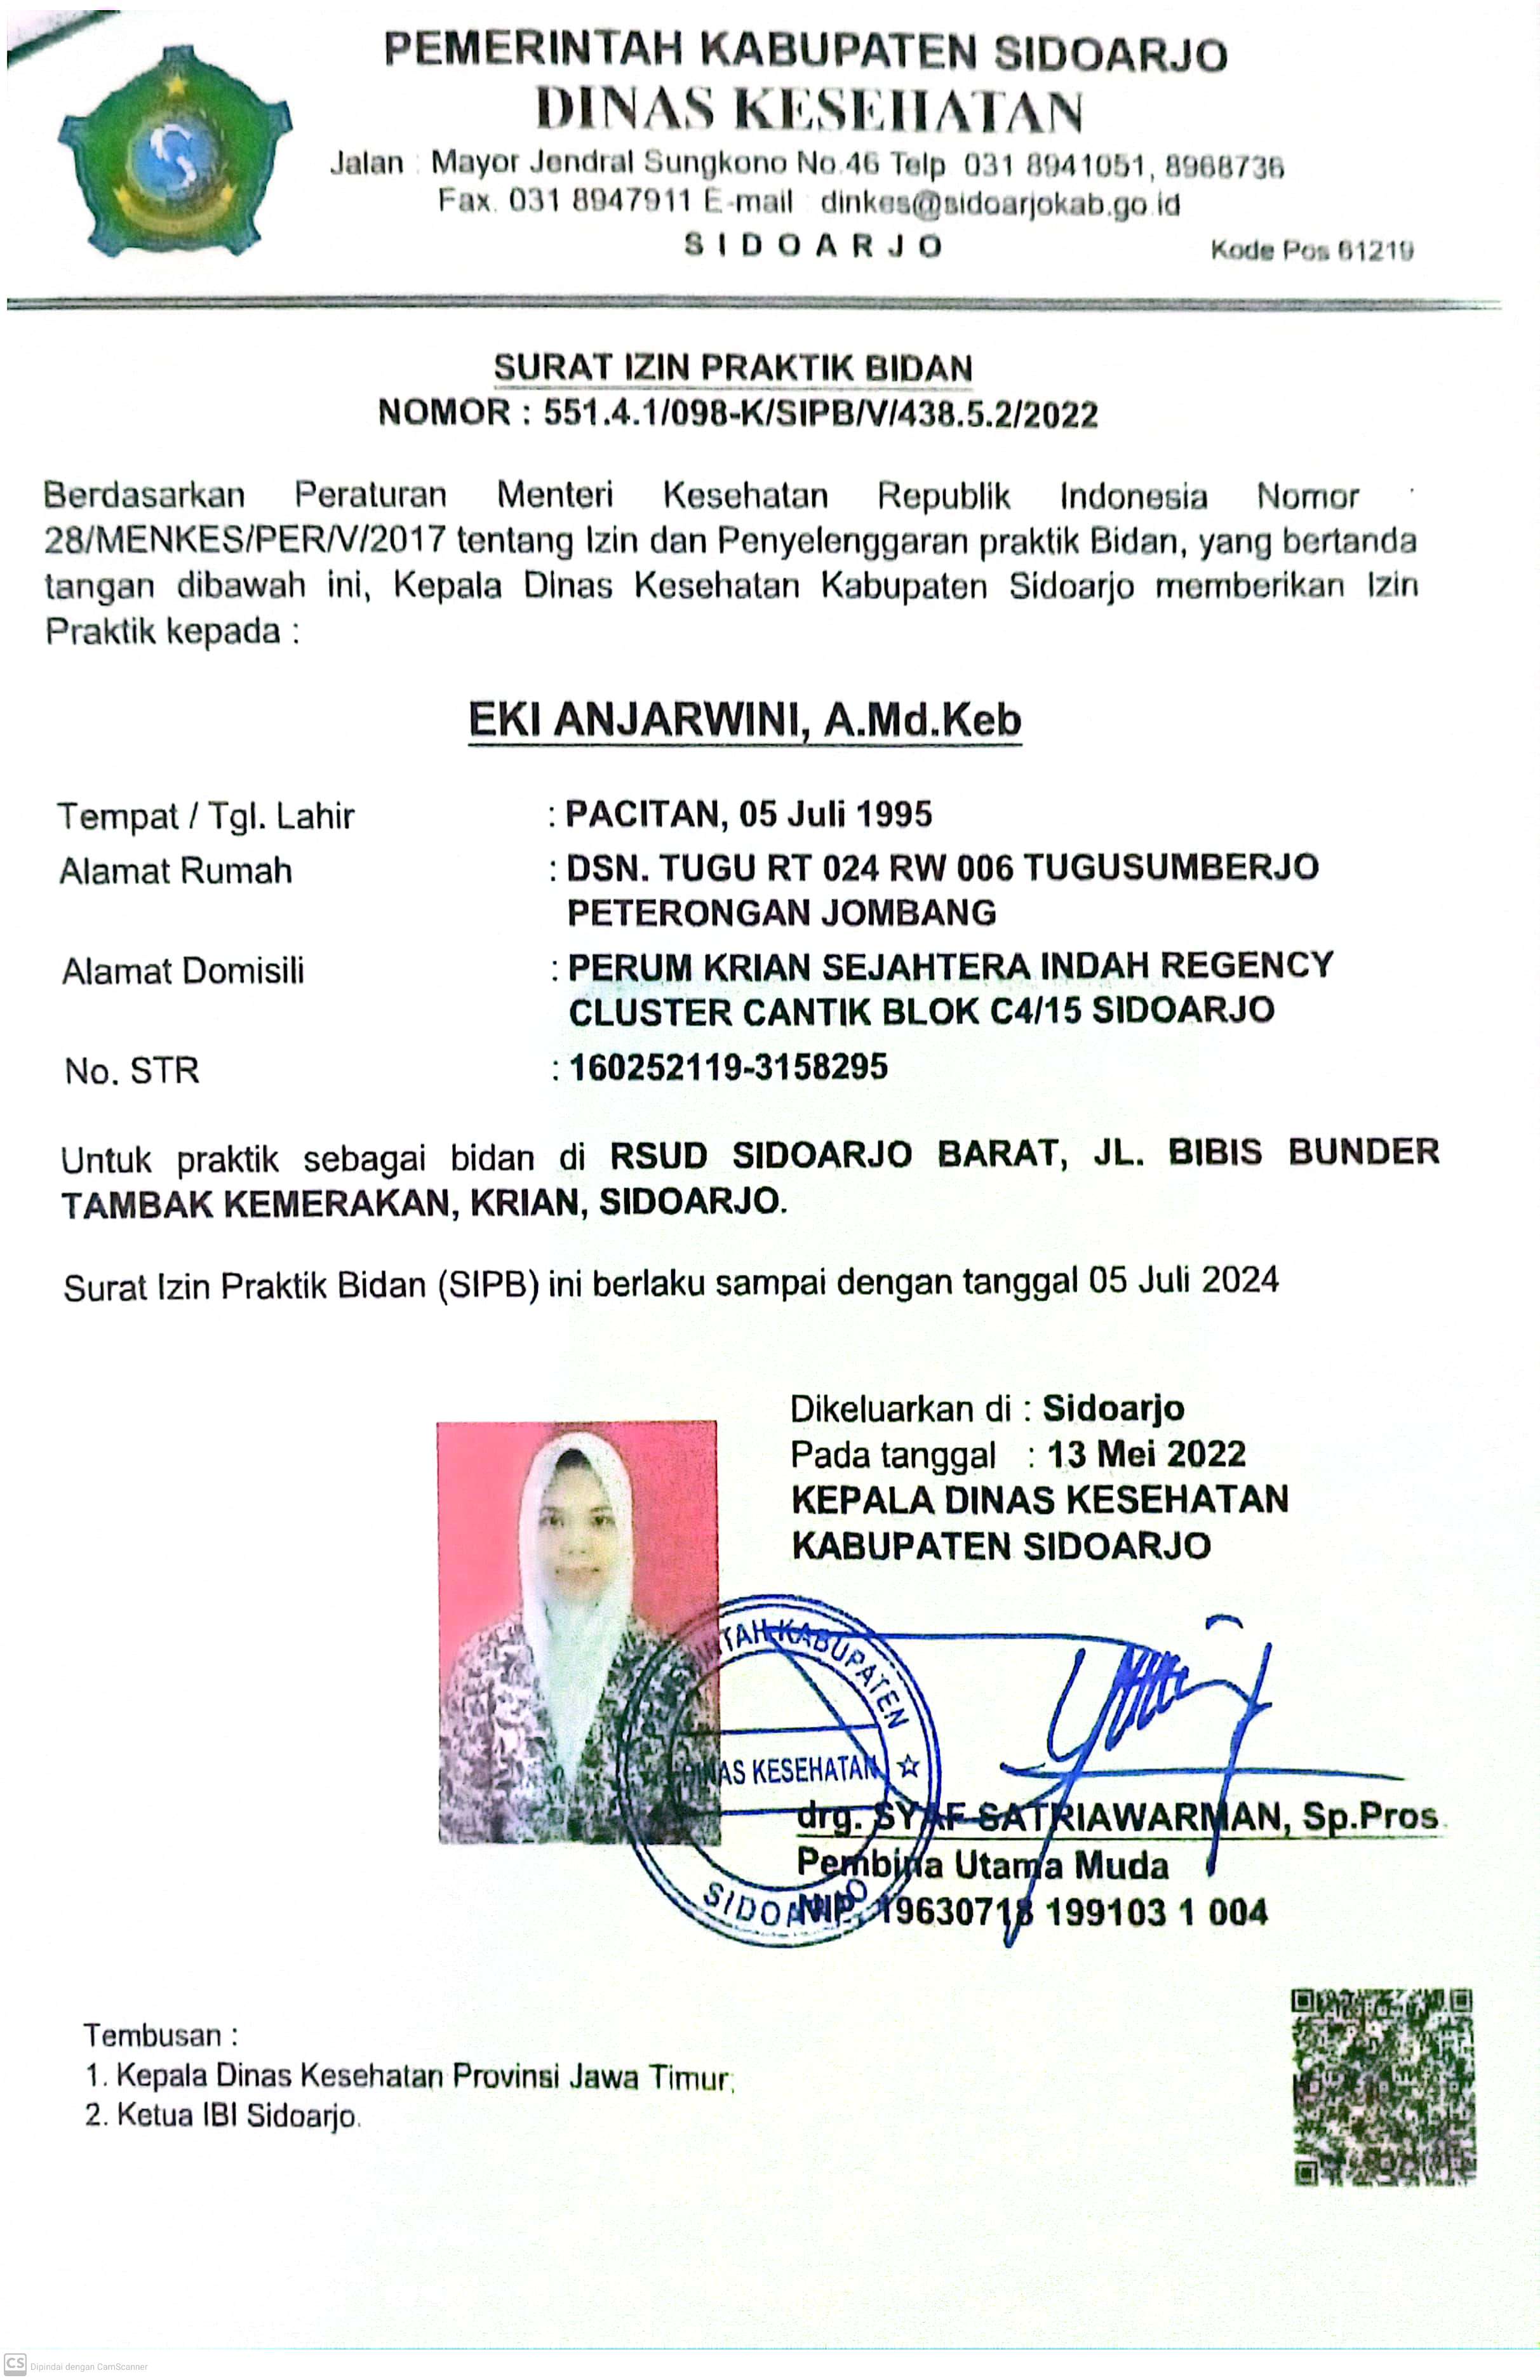 PEMERINTAH KABUPATEN SIDOARJO
DINAS KESEHATAN
Jalan : Mayor Jendral Sungkono No.46 Telp 031 8941051, 8968736
Fax. 031 8947911 E-mail : dinkes@sidoarjokab.go.id
S I D O A R J O
Kode Pos 61219
SURAT IZIN PRAKTIK BIDAN
NOMOR : 551.4.1/098-K/SIPB/V/438.5.2/2022
Berdasarkan Peraturan Menteri Kesehatan Republik Indonesia Nomor
28/MENKES/PER/V/2017 tentang Izin dan Penyelenggaran praktik Bidan, yang bertanda
tangan dibawah ini, Kepala Dinas Kesehatan Kabupaten Sidoarjo memberikan Izin
Praktik kepada :
EKI ANJARWINI, A.Md.Keb
Tempat / Tgl. Lahir : PACITAN, 05 Juli 1995
Alamat Rumah : DSN. TUGU RT 024 RW 006 TUGUSUMBERJO
PETERONGAN JOMBANG
Alamat Domisili : PERUM KRIAN SEJAHTERA INDAH REGENCY
CLUSTER CANTIK BLOK C4/15 SIDOARJO
No. STR : 160252119-3158295
Untuk praktik sebagai bidan di RSUD SIDOARJO BARAT, JL. BIBIS BUNDER
TAMBAK KEMERAKAN, KRIAN, SIDOARJO.
Surat Izin Praktik Bidan (SIPB) ini berlaku sampai dengan tanggal 05 Juli 2024
Dikeluarkan di : Sidoarjo
Pada tanggal : 13 Mei 2022
KEPALA DINAS KESEHATAN
KABUPATEN SIDOARJO
KABUPATEN
KESEHATAN
SIDOARJO
drg. SYAF SATRIAWARMAN, Sp.Pros.
Pembina Utama Muda
NIP. 19630718 199103 1 004
Tembusan :
1. Kepala Dinas Kesehatan Provinsi Jawa Timur;
2. Ketua IBI Sidoarjo.
CS Dipindai dengan CamScanner